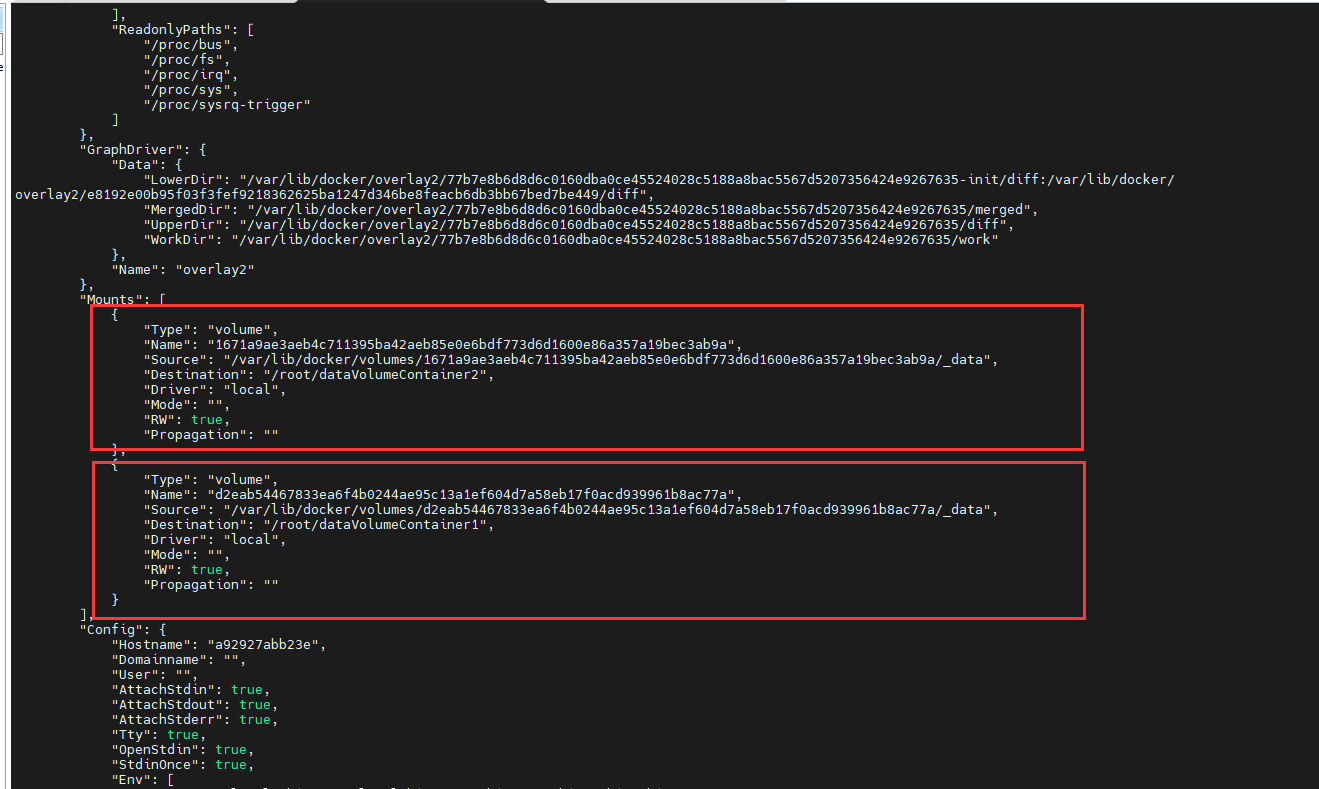 ],
"ReadonlyPaths": [
"/proc/bus",
"/proc/fs",
"/proc/irq",
"/proc/sys",
"/proc/sysrq-trigger"
]
},
"GraphDriver": {
"Data": {
"LowerDir": "/var/lib/docker/overlay2/77b7e8b6d8d6c0160dba0ce45524028c5188a8bac5567d5207356424e9267635-init/diff:/var/lib/docker/
overlay2/e8192e00b95f03f3fef9218362625ba1247d346be8feacb6db3bb67bed7be449/diff",
"MergedDir": "/var/lib/docker/overlay2/77b7e8b6d8d6c0160dba0ce45524028c5188a8bac5567d5207356424e9267635/merged",
"UpperDir": "/var/lib/docker/overlay2/77b7e8b6d8d6c0160dba0ce45524028c5188a8bac5567d5207356424e9267635/diff",
"WorkDir": "/var/lib/docker/overlay2/77b7e8b6d8d6c0160dba0ce45524028c5188a8bac5567d5207356424e9267635/work"
},
"Name": "overlay2"
},
"Mounts": [
{
"Type": "volume",
"Name": "1671a9ae3aeb4c711395ba42aeb85e0e6bdf773d6d1600e86a357a19bec3ab9a",
"Source": "/var/lib/docker/volumes/1671a9ae3aeb4c711395ba42aeb85e0e6bdf773d6d1600e86a357a19bec3ab9a/_data",
"Destination": "/root/dataVolumeContainer2",
"Driver": "local",
"Mode": "",
"RW": true,
"Propagation": ""
},
{
"Type": "volume",
"Name": "d2eab54467833ea6f4b0244ae95c13a1ef604d7a58eb17f0acd939961b8ac77a",
"Source": "/var/lib/docker/volumes/d2eab54467833ea6f4b0244ae95c13a1ef604d7a58eb17f0acd939961b8ac77a/_data",
"Destination": "/root/dataVolumeContainer1",
"Driver": "local",
"Mode": "",
"RW": true,
"Propagation": ""
}
],
"Config": {
"Hostname": "a92927abb23e",
"Domainname": "",
"User": "",
"AttachStdin": true,
"AttachStdout": true,
"AttachStderr": true,
"Tty": true,
"OpenStdin": true,
"StdinOnce": true,
"Env": [